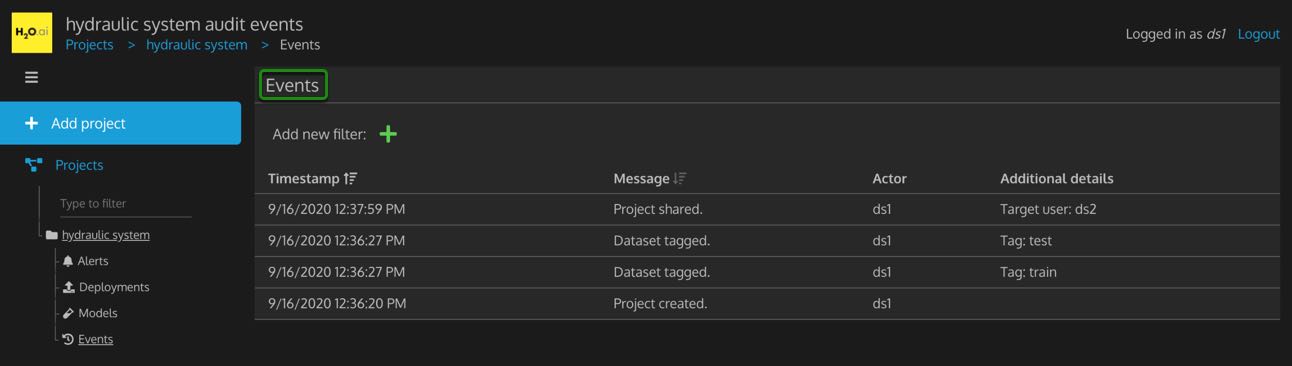 H2O.ai
hydraulic system audit events
Projects > hydraulic system > Events
Logged in as ds1 Logout
Add project
Projects
Type to filter
hydraulic system
Alerts
Deployments
Models
Events
Events
Add new filter:
Timestamp Message Actor Additional details
9/16/2020 12:37:59 PM Project shared. ds1 Target user: ds2
9/16/2020 12:36:27 PM Dataset tagged. ds1 Tag: test
9/16/2020 12:36:27 PM Dataset tagged. ds1 Tag: train
9/16/2020 12:36:20 PM Project created. ds1